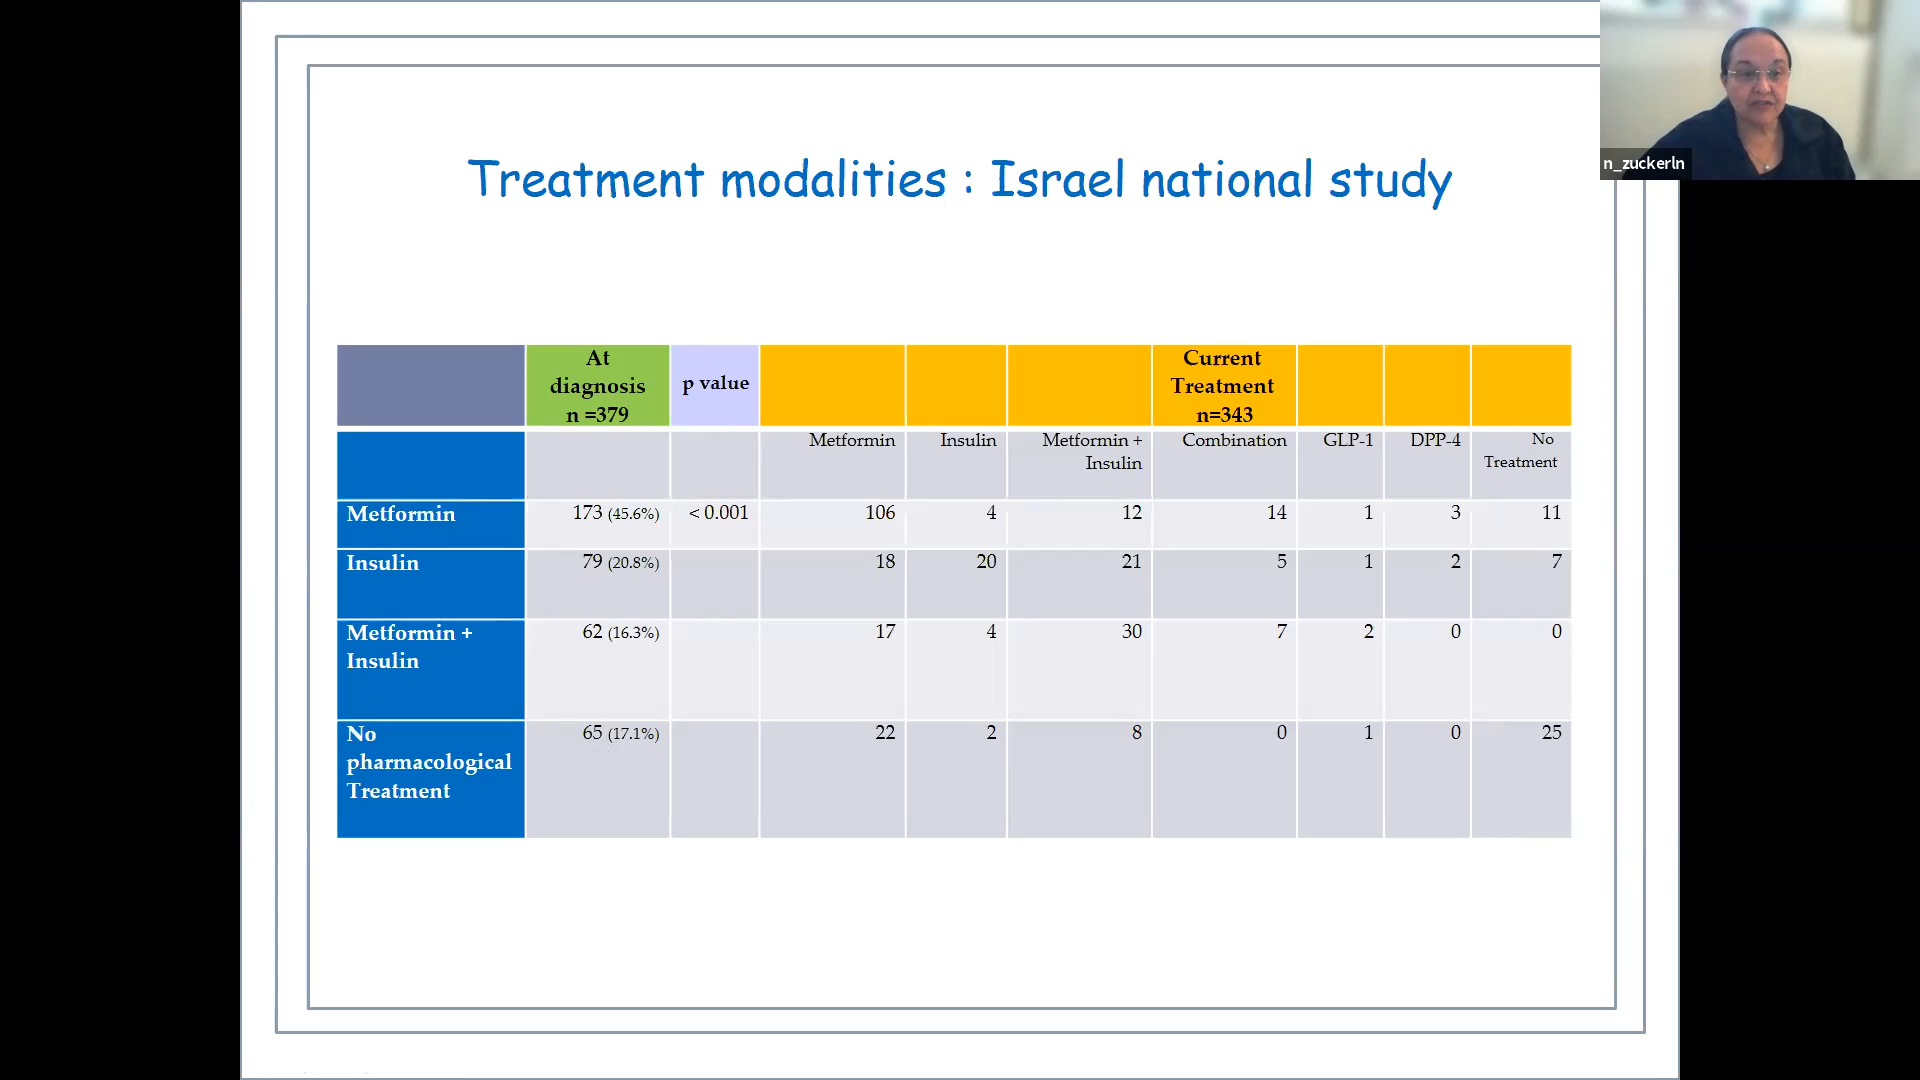 n_zuckerln
Treatment modalities : Israel national study
At
diagnosis
n =379
p value
Current
Treatment
n=343
Metformin
Insulin
Metformin +
Insulin
Combination
GLP-1
DPP-4
No
Treatment
Metformin 173 (45.6%) < 0.001 106 4 12 14 1 3 11
Insulin 79 (20.8%) 18 20 21 5 1 2 7
Metformin + 62 (16.3%) 17 4 30 7 2 0 0
Insulin
No 65 (17.1%) 22 2 8 0 1 0 25
pharmacological
Treatment